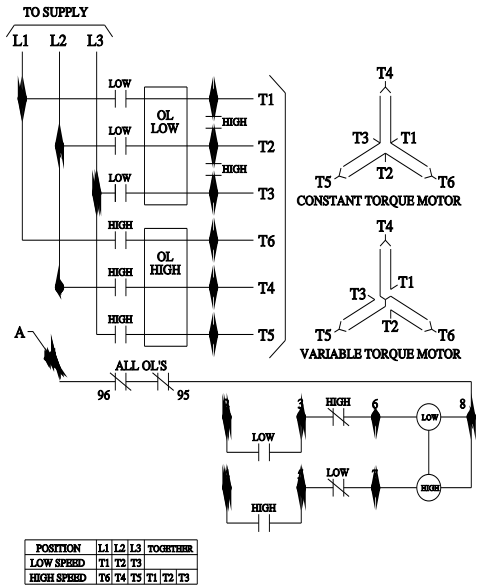 TO SUPPLY
L1 L2 L3
LOW
T1
OL
LOW
HIGH
LOW
T2
HIGH
LOW
T3
HIGH
T6
OL
HIGH
HIGH
T4
HIGH
T5
T4
T3 T1
T2
T5 T6
CONSTANT TORQUE MOTOR
T4
T3 T1
T2
T5 T6
VARIABLE TORQUE MOTOR
A
ALL OL'S
96 95
3 HIGH 6 8
LOW
LOW
LOW
HIGH
HIGH
POSITION L1 L2 L3 TOGETHER
LOW SPEED T1 T2 T3
HIGH SPEED T6 T4 T5 T1 T2 T3